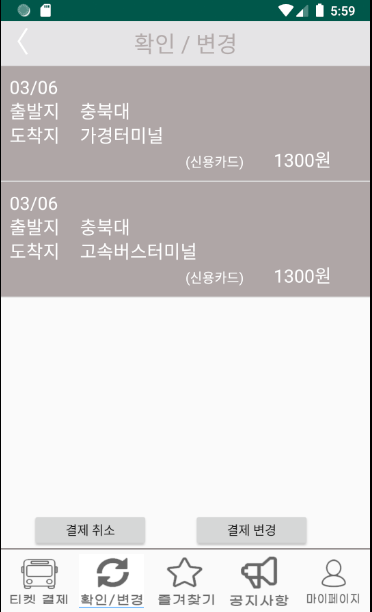 5:59
확인 / 변경
03/06
출발지 충북대
도착지 가경터미널
(신용카드) 1300원
03/06
출발지 충북대
도착지 고속버스터미널
(신용카드) 1300원
결제 취소 결제 변경
티켓 결제 확인/변경 즐겨찾기 공지사항 마이페이지